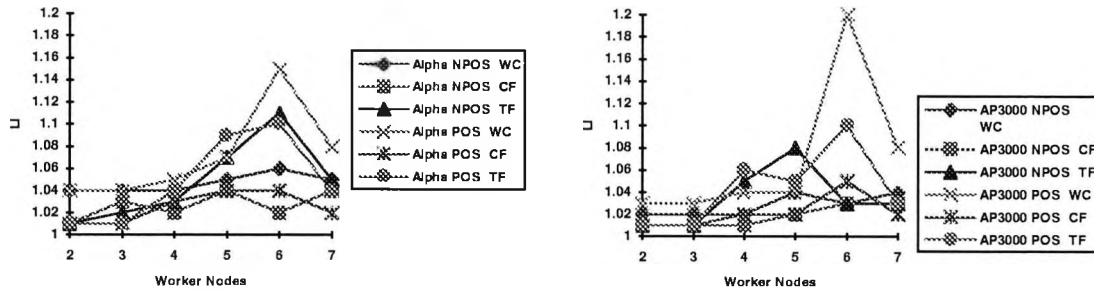 1.2
1.18
1.16
1.14
1.12
1.1
1.08
1.06
1.04
1.02
1
LI
2 3 4 5 6 7
Worker Nodes
Alpha NPOS WC
Alpha NPOS CF
Alpha NPOS TF
Alpha POS WC
Alpha POS CF
Alpha POS TF
1.2
1.18
1.16
1.14
1.12
1.1
1.08
1.06
1.04
1.02
1
LI
2 3 4 5 6 7
Worker Nodes
AP3000 NPOS
WC
AP3000 NPOS CF
AP3000 NPOS TF
AP3000 POS WC
AP3000 POS CF
AP3000 POS TF